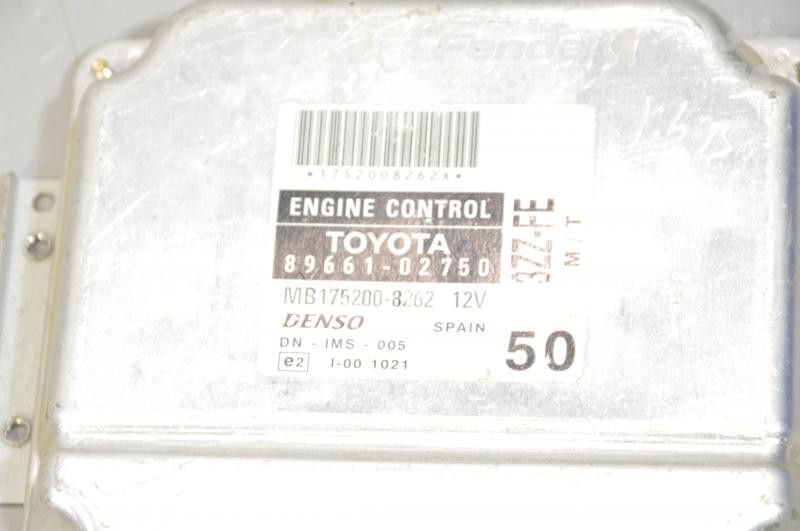 *1752008262X*
ENGINE CONTROL
TOYOTA
89661-02750
3ZZ-FE
M/T
MB175200-8262 12V
DENSO SPAIN
DN - IMS - 005
50
e2 I-00 1021